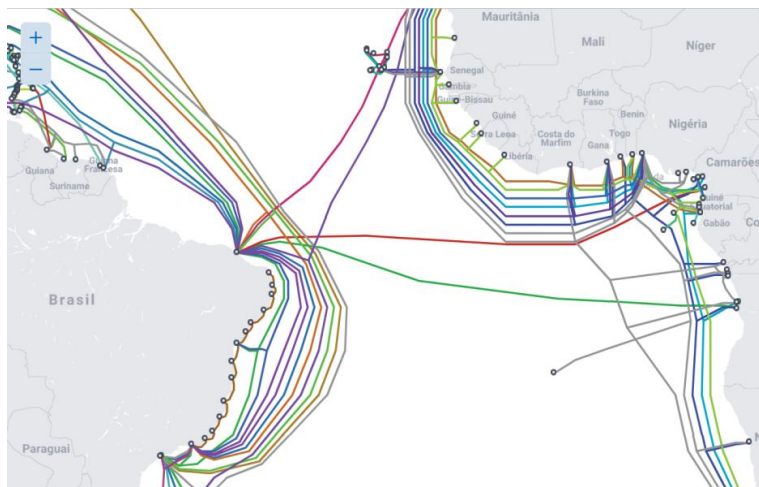 +
−
Mauritânia
Mali
Níger
Senegal
Gâmbia
Guiné-Bissau
Guiné
Serra Leoa
Libéria
Costa do
Marfim
Burkina
Faso
Gana
Togo
Benin
Nigéria
Camarões
Guiné
Equatorial
Gabão
Co
Guiana
Suriname
Guiana
Francesa
Brasil
Paraguai
N